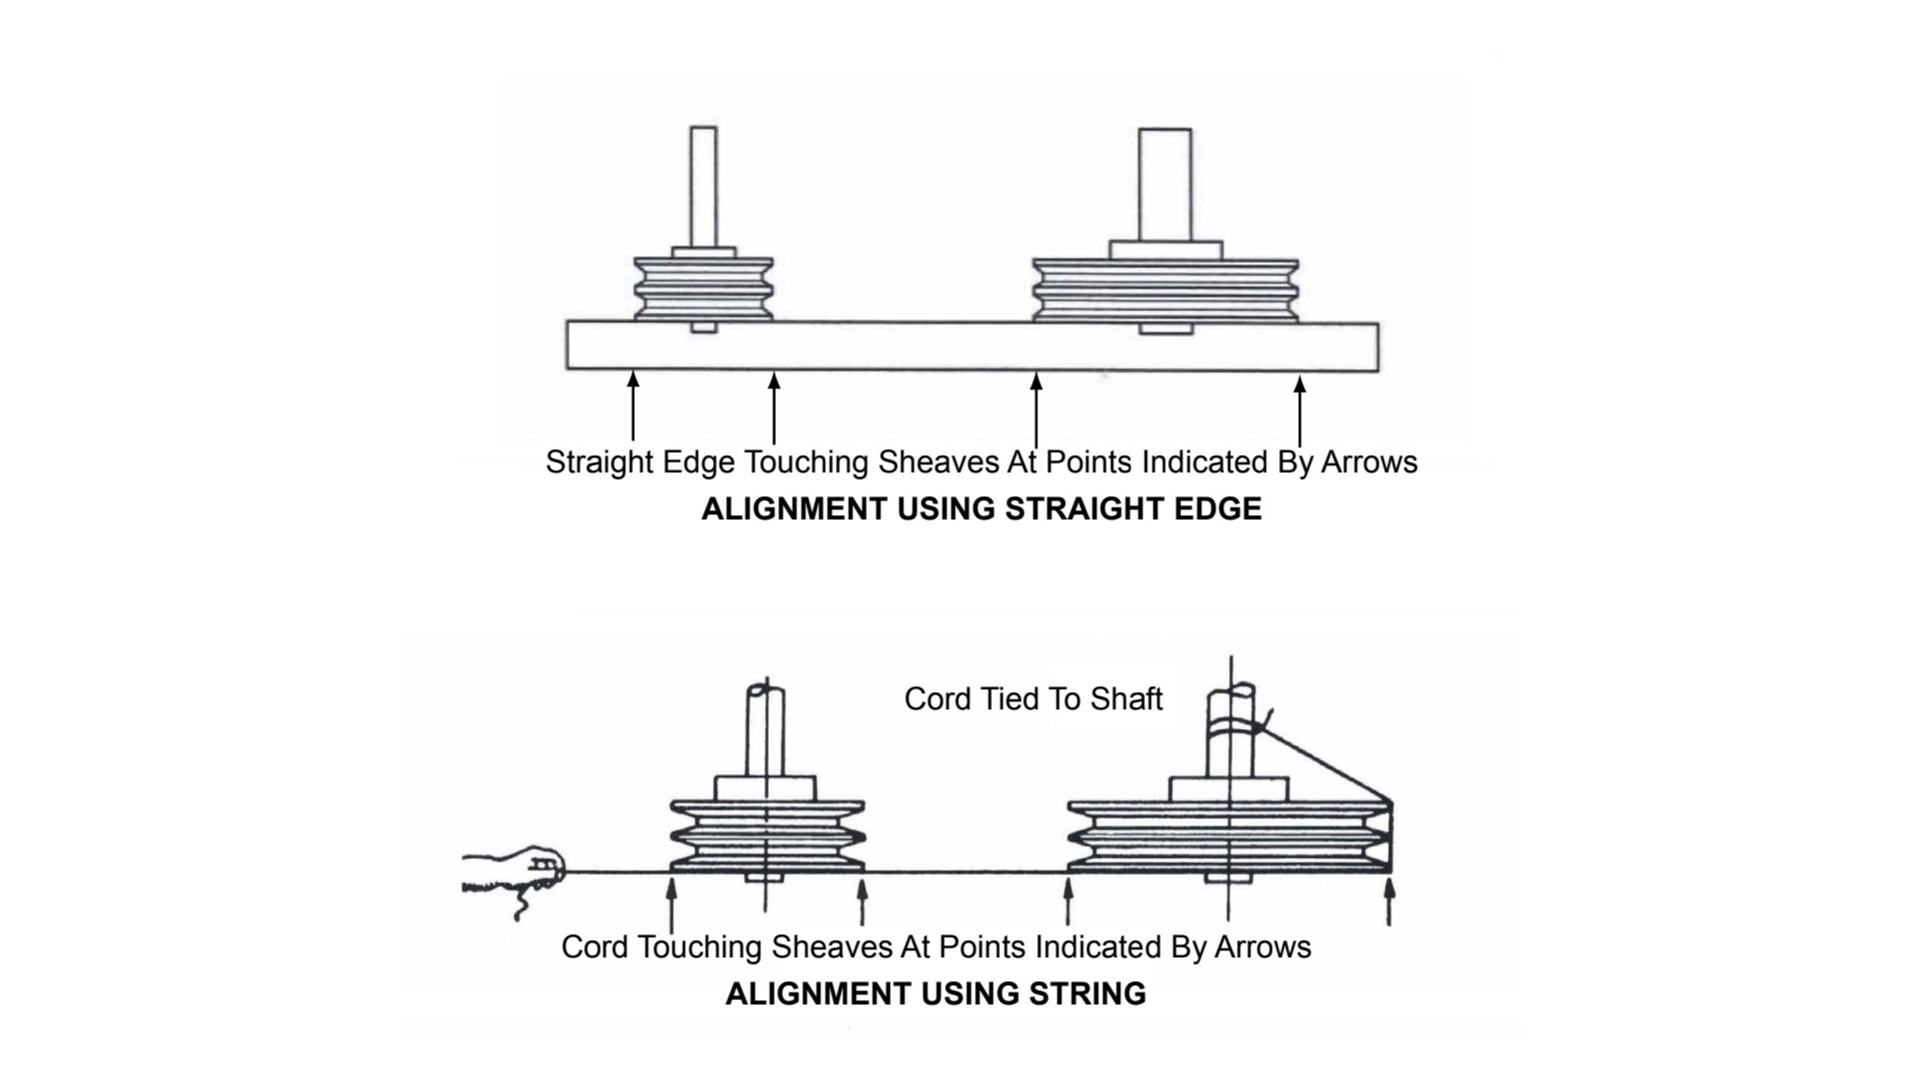 Straight Edge Touching Sheaves At Points Indicated By Arrows
ALIGNMENT USING STRAIGHT EDGE
Cord Tied To Shaft
Cord Touching Sheaves At Points Indicated By Arrows
ALIGNMENT USING STRING